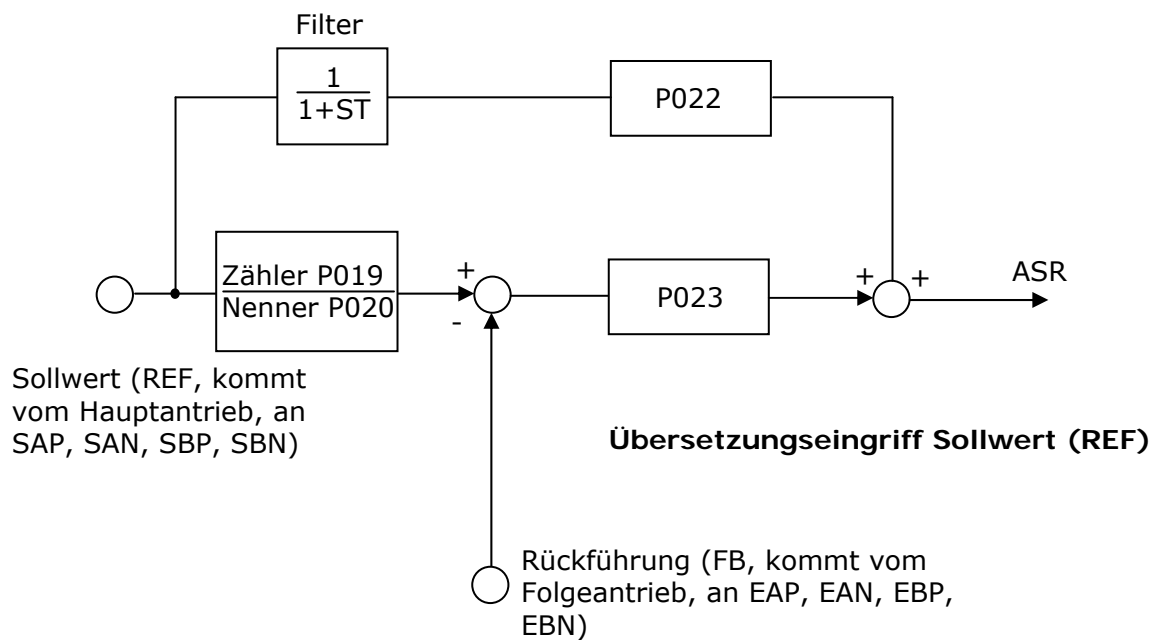 Filter
1
1+ST
P022
Zähler P019
Nenner P020
+
-
P023
+
+
ASR
Sollwert (REF, kommt
vom Hauptantrieb, an
SAP, SAN, SBP, SBN)
Übersetzungseingriff Sollwert (REF)
Rückführung (FB, kommt vom
Folgeantrieb, an EAP, EAN, EBP,
EBN)